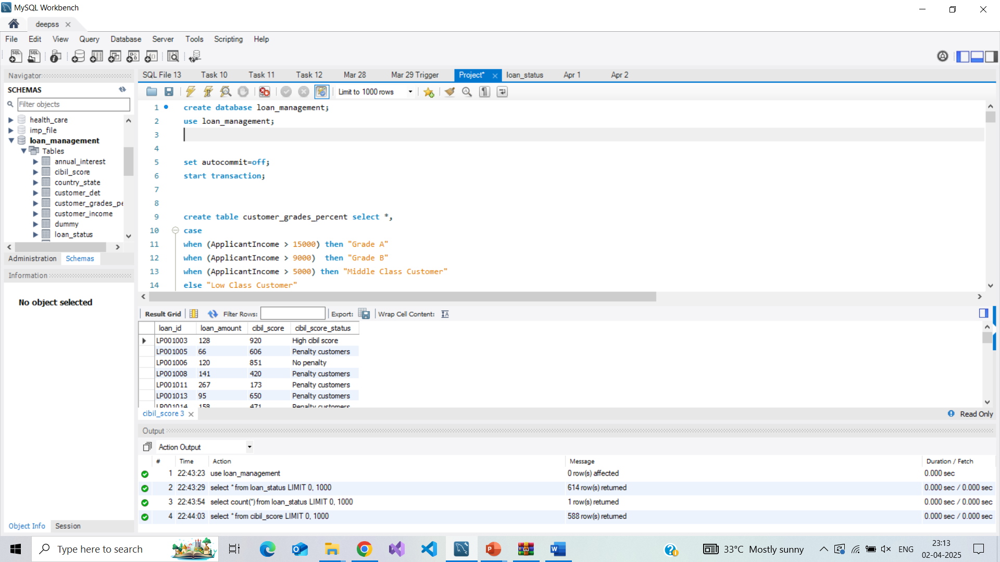 MySQL Workbench
deepss
File Edit View Query Database Server Tools Scripting Help
SQL File 13 Task 10 Task 11 Task 12 Mar 28 Mar 29 Trigger Project* loan_status Apr 1 Apr 2
Navigator
SCHEMAS
Filter objects
health_care
imp_file
loan_management
Tables
annual_interest
cibil_score
country_state
customer_det
customer_grades_pe
customer_income
dummy
loan_status
Administration Schemas
Information
No object selected
Object Info Session
Limit to 1000 rows
1 create database loan_management;
2 use loan_management;
3
4
5 set autocommit=off;
6 start transaction;
7
8
9 create table customer_grades_percent select *,
10 case
11 when (ApplicantIncome > 15000) then "Grade A"
12 when (ApplicantIncome > 9000)  then "Grade B"
13 when (ApplicantIncome > 5000) then "Middle Class Customer"
14 else "Low Class Customer"
Result Grid Filter Rows: Export: Wrap Cell Content:
loan_id loan_amount cibil_score cibil_score_status
LP001003 128 920 High cibil score
LP001005 66 606 Penalty customers
LP001006 120 851 No penalty
LP001008 141 420 Penalty customers
LP001011 267 173 Penalty customers
LP001013 95 650 Penalty customers
LP001014 158 471 Penalty customers
cibil_score 3 Read Only
Output
Action Output
# Time Action Message Duration / Fetch
1 22:43:23 use loan_management 0 row(s) affected 0.000 sec
2 22:43:29 select * from loan_status LIMIT 0, 1000 614 row(s) returned 0.000 sec / 0.000 sec
3 22:43:54 select count(*) from loan_status LIMIT 0, 1000 1 row(s) returned 0.000 sec / 0.000 sec
4 22:44:03 select * from cibil_score LIMIT 0, 1000 588 row(s) returned 0.000 sec / 0.000 sec
Type here to search
33°C Mostly sunny
ENG
23:13
02-04-2025